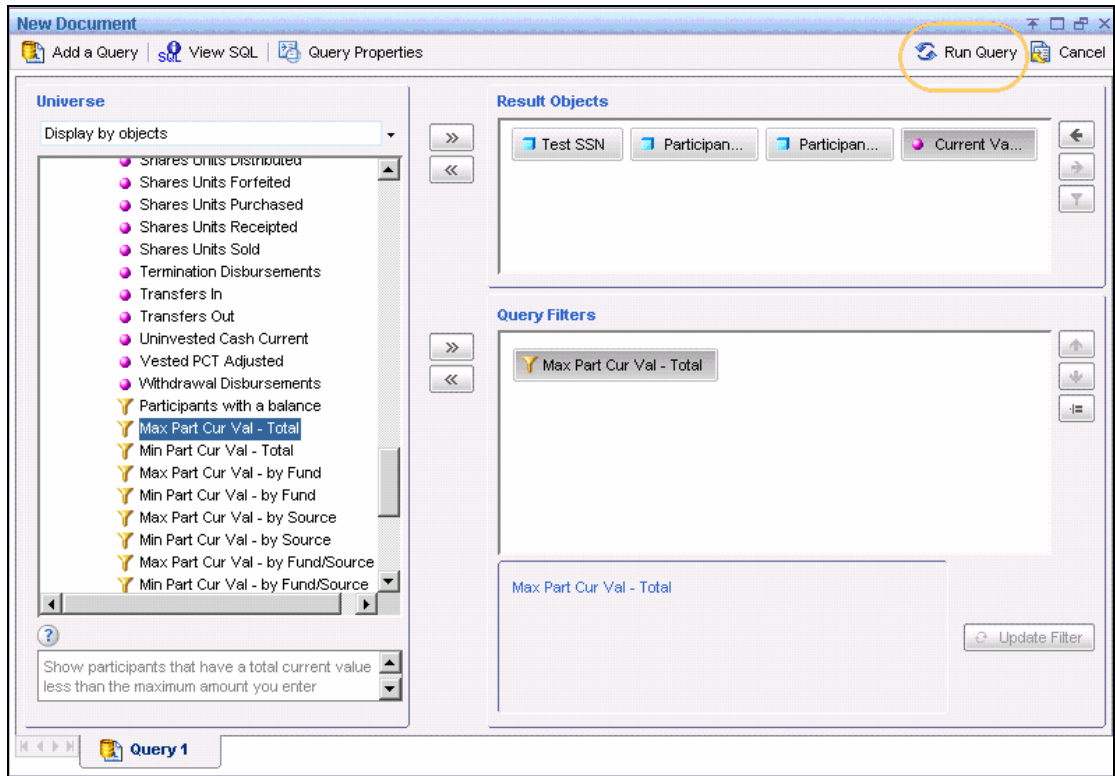 New Document
Add a Query View SQL Query Properties Run Query Cancel
Universe
Display by objects
Shares Units Distributed
Shares Units Forfeited
Shares Units Purchased
Shares Units Receipted
Shares Units Sold
Termination Disbursements
Transfers In
Transfers Out
Uninvested Cash Current
Vested PCT Adjusted
Withdrawal Disbursements
Participants with a balance
Max Part Cur Val - Total
Min Part Cur Val - Total
Max Part Cur Val - by Fund
Min Part Cur Val - by Fund
Max Part Cur Val - by Source
Min Part Cur Val - by Source
Max Part Cur Val - by Fund/Source
Min Part Cur Val - by Fund/Source
Show participants that have a total current value
less than the maximum amount you enter
Result Objects
Test SSN Participan... Participan... Current Va...
Query Filters
Max Part Cur Val - Total
Max Part Cur Val - Total
Update Filter
Query 1